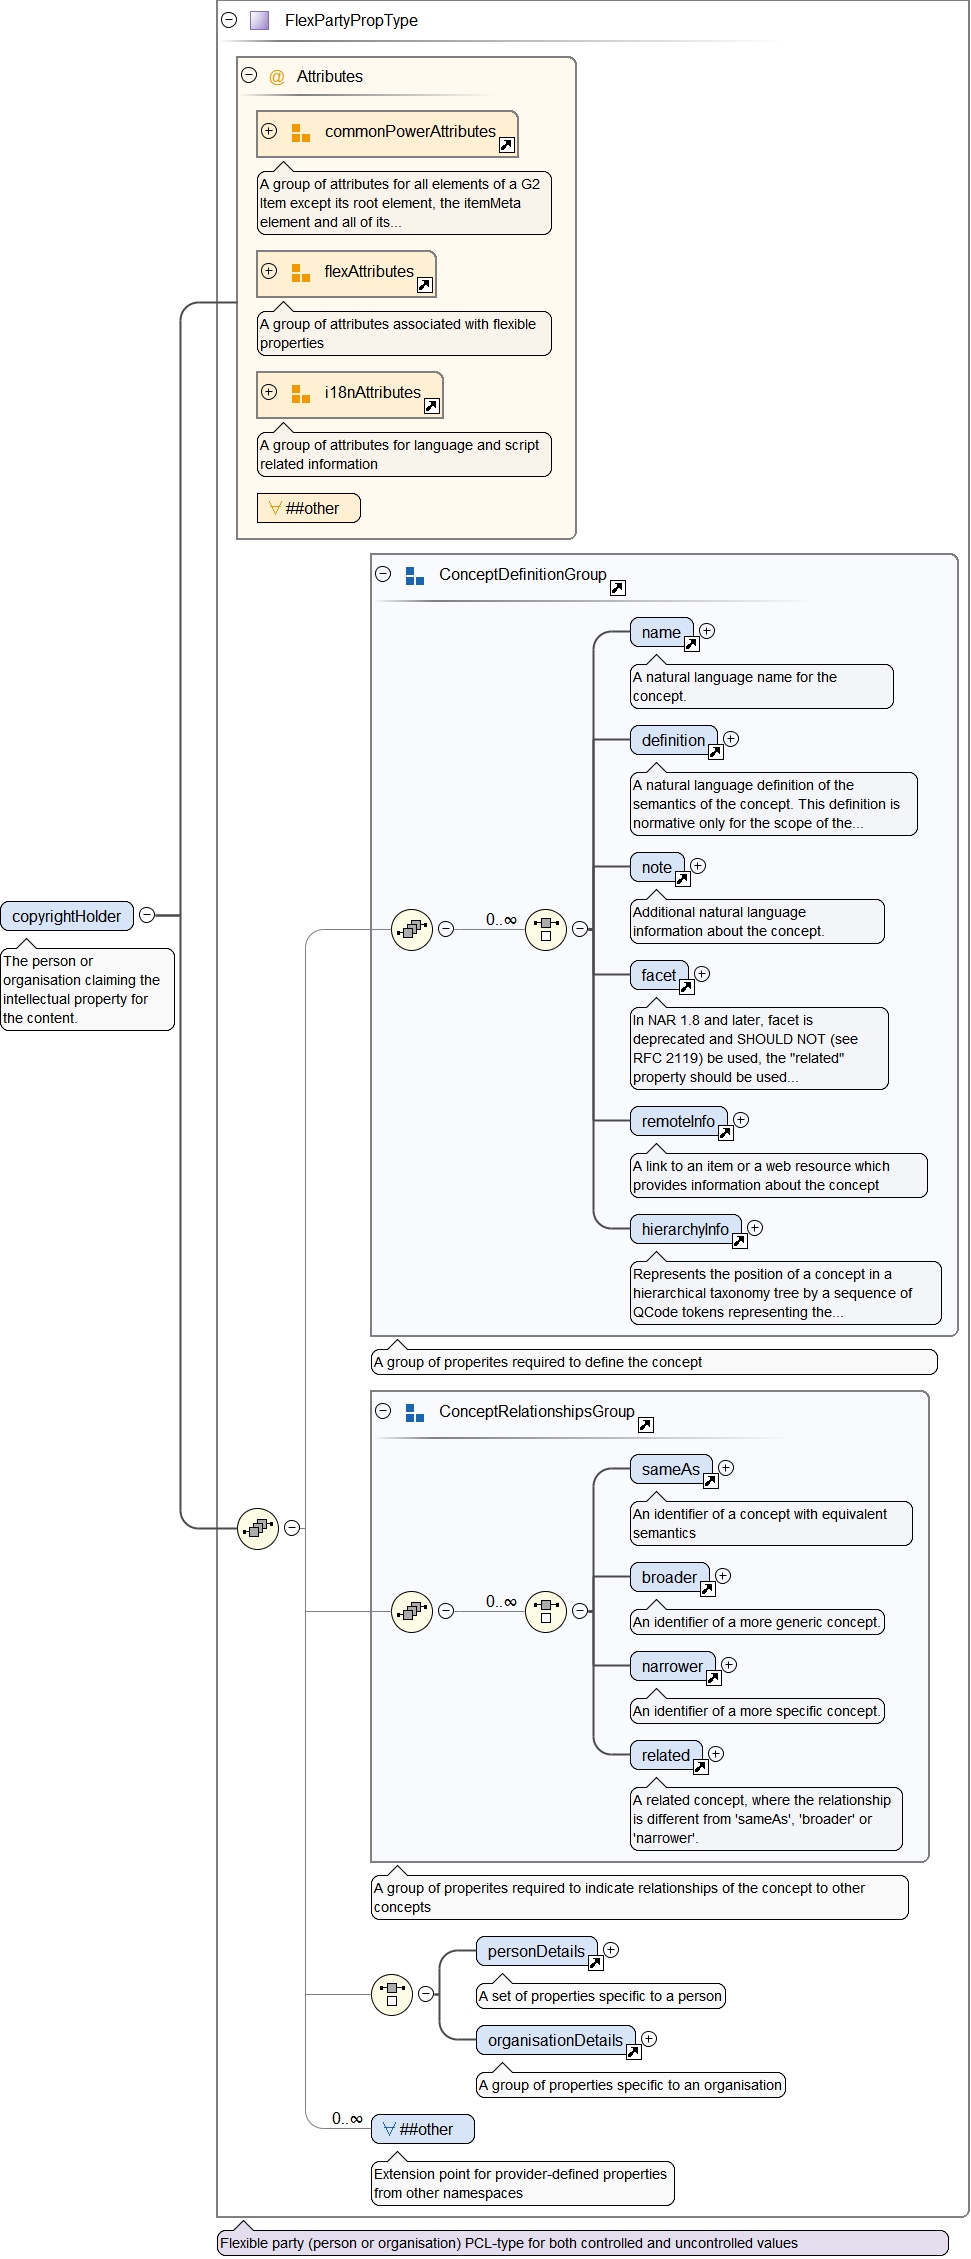 FlexPartyPropType
@ Attributes
commonPowerAttributes
A group of attributes for all elements of a G2
Item except its root element, the itemMeta
element and all of its...
flexAttributes
A group of attributes associated with flexible
properties
i18nAttributes
A group of attributes for language and script
related information
##other
ConceptDefinitionGroup
name
A natural language name for the
concept.
definition
A natural language definition of the
semantics of the concept. This definition is
normative only for the scope of the...
note
copyrightHolder
The person or
organisation claiming the
intellectual property for
the content.
0..∞
Additional natural language
information about the concept.
facet
In NAR 1.8 and later, facet is
deprecated and SHOULD NOT (see
RFC 2119) be used, the "related"
property should be used...
remoteInfo
A link to an item or a web resource which
provides information about the concept
hierarchyInfo
Represents the position of a concept in a
hierarchical taxonomy tree by a sequence of
QCode tokens representing the...
A group of properites required to define the concept
ConceptRelationshipsGroup
sameAs
An identifier of a concept with equivalent
semantics
broader
0..∞
An identifier of a more generic concept.
narrower
An identifier of a more specific concept.
related
A related concept, where the relationship
is different from 'sameAs', 'broader' or
'narrower'.
A group of properites required to indicate relationships of the concept to other
concepts
personDetails
A set of properties specific to a person
organisationDetails
A group of properties specific to an organisation
0..∞
##other
Extension point for provider-defined properties
from other namespaces
Flexible party (person or organisation) PCL-type for both controlled and uncontrolled values